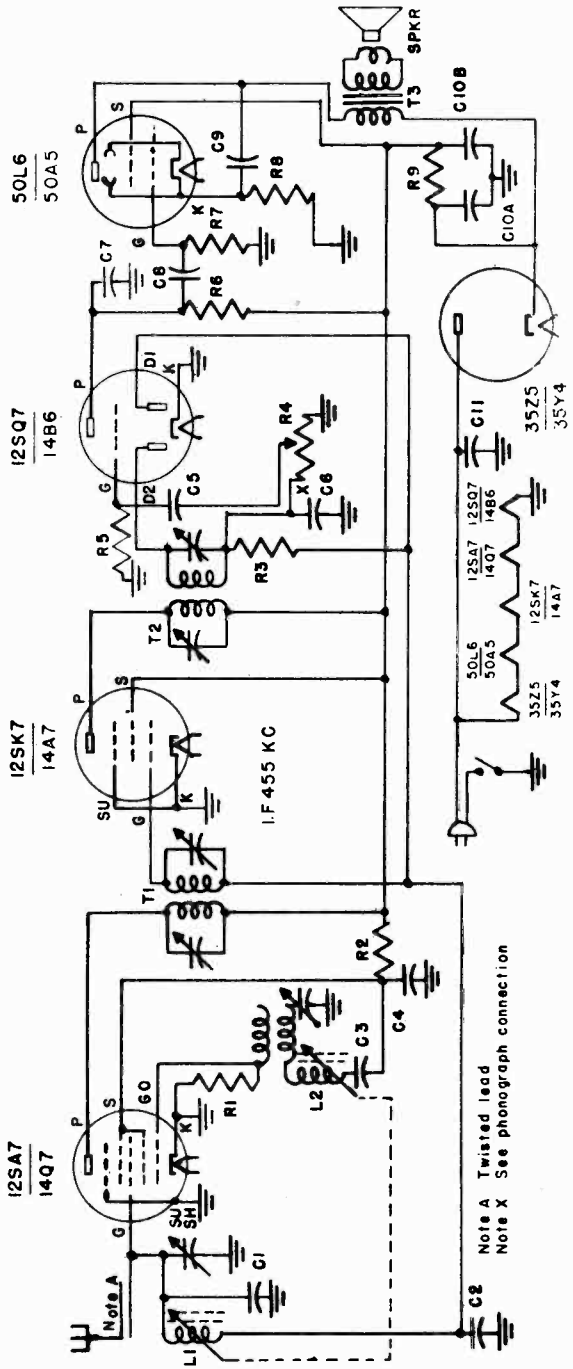 12SA7
14Q7
12SK7
14A7
12SQ7
14B6
50L6
50A5
P
S
GO
G
K
SU
SH
Note A
L1
C1
C2
R1
L2
C3
C4
R2
T1
P
S
SU
G
K
I.F 455 KC
T2
P
G
D2
D1
K
R5
C5
R4
X
C6
R3
C7
C8
R6
R7
P
S
G
K
C9
R8
SPKR
T3
C10B
R9
C10A
35Z5
35Y4
C11
35Z5
35Y4
50L6
50A5
12SK7
14A7
12SA7
14Q7
12SQ7
14B6
Note A Twisted lead
Note X See phonograph connection